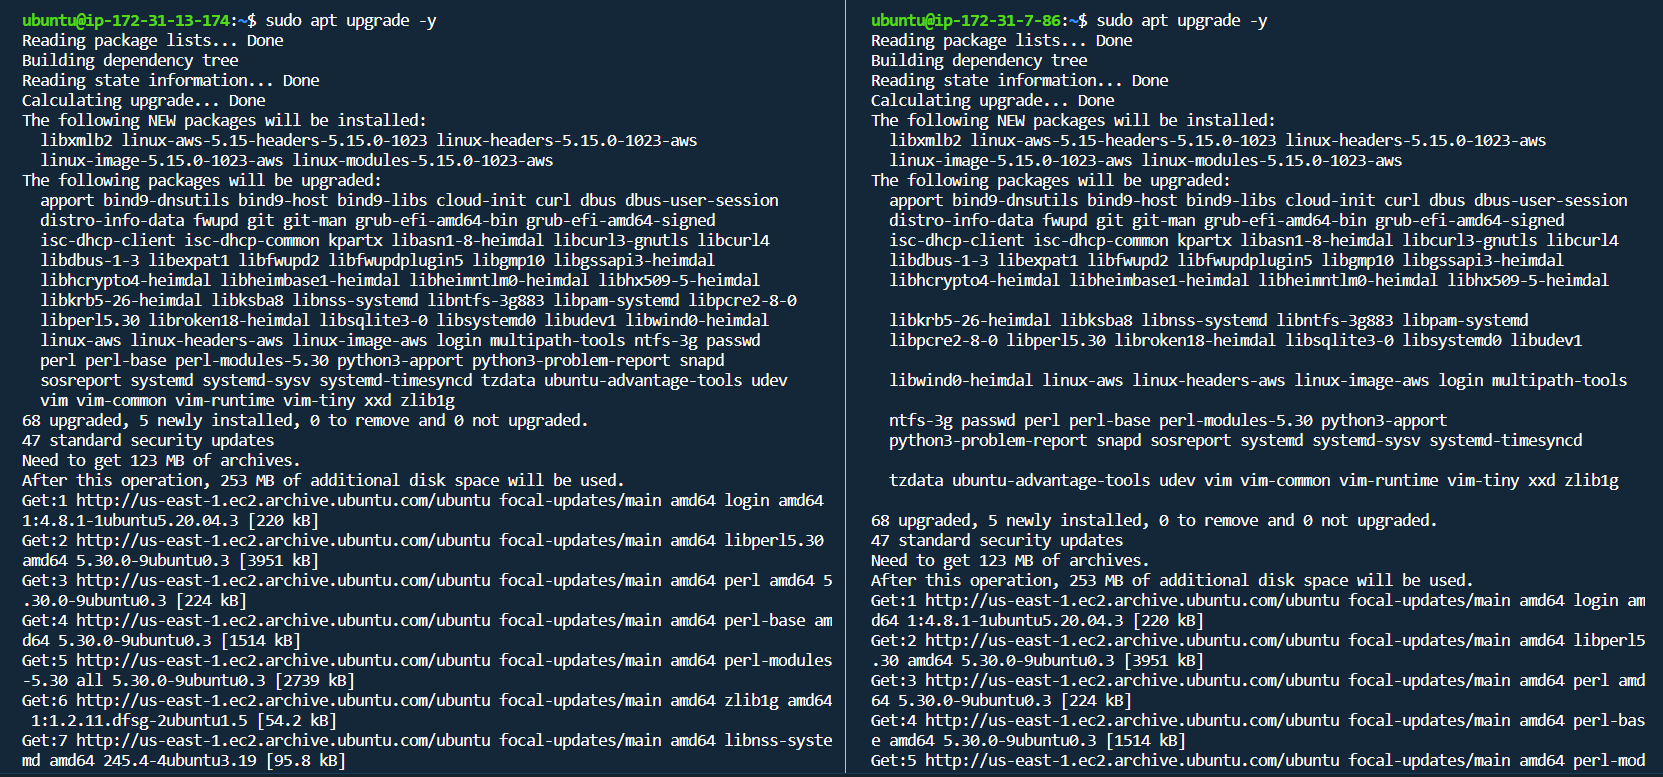 ubuntu@ip-172-31-13-174:~$ sudo apt upgrade -y
Reading package lists... Done
Building dependency tree
Reading state information... Done
Calculating upgrade... Done
The following NEW packages will be installed:
  libxmlb2 linux-aws-5.15-headers-5.15.0-1023 linux-headers-5.15.0-1023-aws
  linux-image-5.15.0-1023-aws linux-modules-5.15.0-1023-aws
The following packages will be upgraded:
  apport bind9-dnsutils bind9-host bind9-libs cloud-init curl dbus dbus-user-session
  distro-info-data fwupd git git-man grub-efi-amd64-bin grub-efi-amd64-signed
  isc-dhcp-client isc-dhcp-common kpartx libasn1-8-heimdal libcurl3-gnutls libcurl4
  libdbus-1-3 libexpat1 libfwupd2 libfwupdplugin5 libgmp10 libgssapi3-heimdal
  libhcrypto4-heimdal libheimbase1-heimdal libheimntlm0-heimdal libhx509-5-heimdal
  libkrb5-26-heimdal libksba8 libnss-systemd libntfs-3g883 libpam-systemd libpcre2-8-0
  libperl5.30 libroken18-heimdal libsqlite3-0 libsystemd0 libudev1 libwind0-heimdal
  linux-aws linux-headers-aws linux-image-aws login multipath-tools ntfs-3g passwd
  perl perl-base perl-modules-5.30 python3-apport python3-problem-report snapd
  sosreport systemd systemd-sysv systemd-timesyncd tzdata ubuntu-advantage-tools udev
  vim vim-common vim-runtime vim-tiny xxd zlib1g
68 upgraded, 5 newly installed, 0 to remove and 0 not upgraded.
47 standard security updates
Need to get 123 MB of archives.
After this operation, 253 MB of additional disk space will be used.
Get:1 http://us-east-1.ec2.archive.ubuntu.com/ubuntu focal-updates/main amd64 login amd64
1:4.8.1-1ubuntu5.20.04.3 [220 kB]
Get:2 http://us-east-1.ec2.archive.ubuntu.com/ubuntu focal-updates/main amd64 libperl5.30
amd64 5.30.0-9ubuntu0.3 [3951 kB]
Get:3 http://us-east-1.ec2.archive.ubuntu.com/ubuntu focal-updates/main amd64 perl amd64 5
.30.0-9ubuntu0.3 [224 kB]
Get:4 http://us-east-1.ec2.archive.ubuntu.com/ubuntu focal-updates/main amd64 perl-base am
d64 5.30.0-9ubuntu0.3 [1514 kB]
Get:5 http://us-east-1.ec2.archive.ubuntu.com/ubuntu focal-updates/main amd64 perl-modules
-5.30 all 5.30.0-9ubuntu0.3 [2739 kB]
Get:6 http://us-east-1.ec2.archive.ubuntu.com/ubuntu focal-updates/main amd64 zlib1g amd64
 1:1.2.11.dfsg-2ubuntu1.5 [54.2 kB]
Get:7 http://us-east-1.ec2.archive.ubuntu.com/ubuntu focal-updates/main amd64 libnss-syste
md amd64 245.4-4ubuntu3.19 [95.8 kB]
ubuntu@ip-172-31-7-86:~$ sudo apt upgrade -y
Reading package lists... Done
Building dependency tree
Reading state information... Done
Calculating upgrade... Done
The following NEW packages will be installed:
  libxmlb2 linux-aws-5.15-headers-5.15.0-1023 linux-headers-5.15.0-1023-aws
  linux-image-5.15.0-1023-aws linux-modules-5.15.0-1023-aws
The following packages will be upgraded:
  apport bind9-dnsutils bind9-host bind9-libs cloud-init curl dbus dbus-user-session
  distro-info-data fwupd git git-man grub-efi-amd64-bin grub-efi-amd64-signed
  isc-dhcp-client isc-dhcp-common kpartx libasn1-8-heimdal libcurl3-gnutls libcurl4
  libdbus-1-3 libexpat1 libfwupd2 libfwupdplugin5 libgmp10 libgssapi3-heimdal
  libhcrypto4-heimdal libheimbase1-heimdal libheimntlm0-heimdal libhx509-5-heimdal
  libkrb5-26-heimdal libksba8 libnss-systemd libntfs-3g883 libpam-systemd
  libpcre2-8-0 libperl5.30 libroken18-heimdal libsqlite3-0 libsystemd0 libudev1
  libwind0-heimdal linux-aws linux-headers-aws linux-image-aws login multipath-tools
  ntfs-3g passwd perl perl-base perl-modules-5.30 python3-apport
  python3-problem-report snapd sosreport systemd systemd-sysv systemd-timesyncd
  tzdata ubuntu-advantage-tools udev vim vim-common vim-runtime vim-tiny xxd zlib1g
68 upgraded, 5 newly installed, 0 to remove and 0 not upgraded.
47 standard security updates
Need to get 123 MB of archives.
After this operation, 253 MB of additional disk space will be used.
Get:1 http://us-east-1.ec2.archive.ubuntu.com/ubuntu focal-updates/main amd64 login am
d64 1:4.8.1-1ubuntu5.20.04.3 [220 kB]
Get:2 http://us-east-1.ec2.archive.ubuntu.com/ubuntu focal-updates/main amd64 libperl5
.30 amd64 5.30.0-9ubuntu0.3 [3951 kB]
Get:3 http://us-east-1.ec2.archive.ubuntu.com/ubuntu focal-updates/main amd64 perl amd
64 5.30.0-9ubuntu0.3 [224 kB]
Get:4 http://us-east-1.ec2.archive.ubuntu.com/ubuntu focal-updates/main amd64 perl-bas
e amd64 5.30.0-9ubuntu0.3 [1514 kB]
Get:5 http://us-east-1.ec2.archive.ubuntu.com/ubuntu focal-updates/main amd64 perl-mod